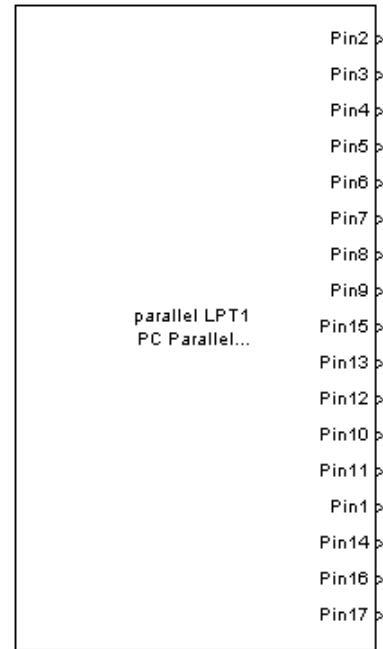 Pin2
Pin3
Pin4
Pin5
Pin6
Pin7
Pin8
Pin9
parallel LPT1
PC Parallel...
Pin15
Pin13
Pin12
Pin10
Pin11
Pin1
Pin14
Pin16
Pin17